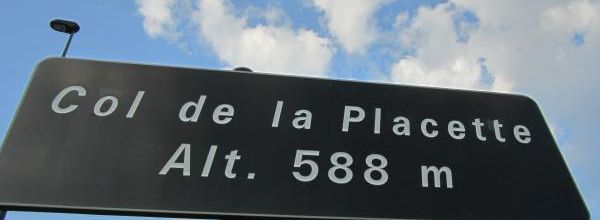 Col de la Placette
Alt. 588 m